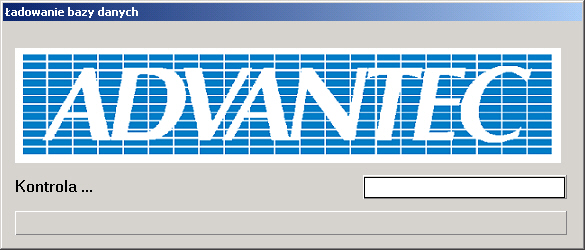 Ładowanie bazy danych
ADVANTEC
Kontrola ...